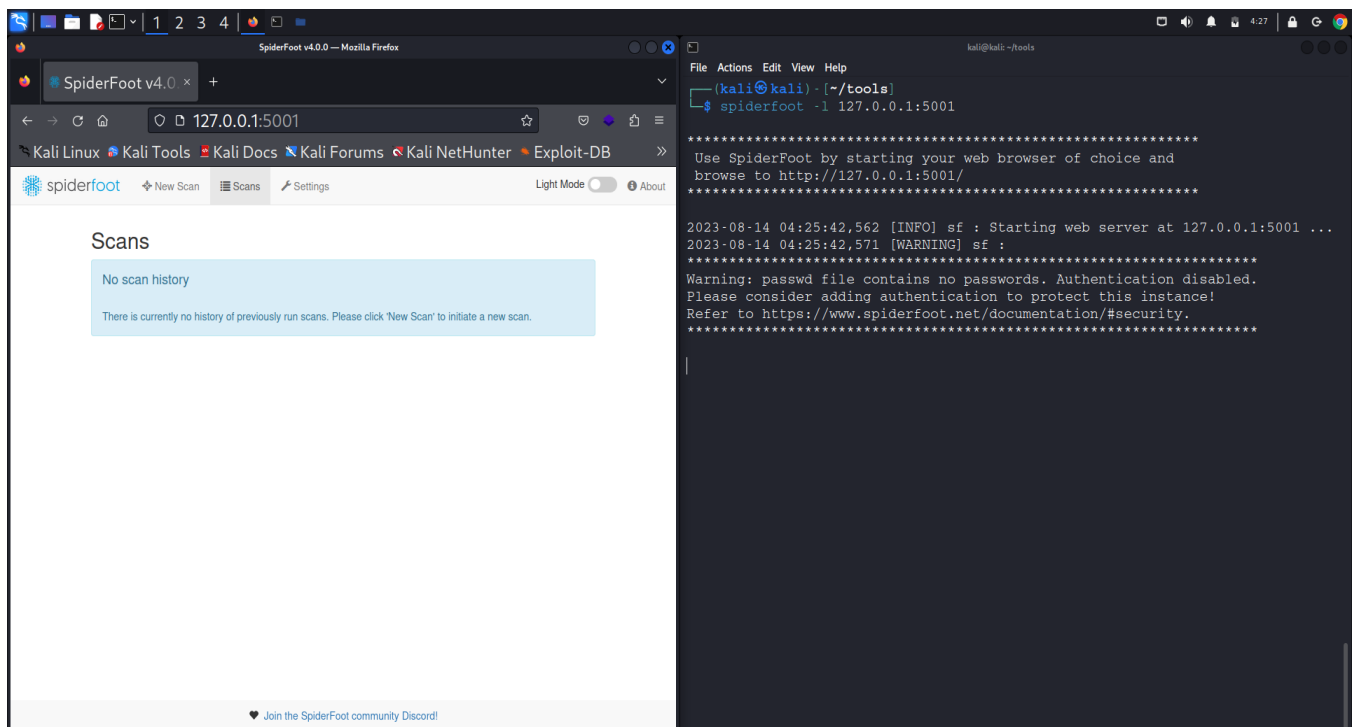 1 2 3 4
4:27
SpiderFoot v4.0.0 — Mozilla Firefox
SpiderFoot v4.0.
127.0.0.1:5001
Kali Linux Kali Tools Kali Docs Kali Forums Kali NetHunter Exploit-DB
spiderfoot New Scan Scans Settings Light Mode About
Scans
No scan history
There is currently no history of previously run scans. Please click 'New Scan' to initiate a new scan.
Join the SpiderFoot community Discord!
kali@kali: ~/tools
File Actions Edit View Help
(kali㉿kali)-[~/tools]
$ spiderfoot -l 127.0.0.1:5001
*************************************************************
Use SpiderFoot by starting your web browser of choice and
browse to http://127.0.0.1:5001/
*************************************************************
2023-08-14 04:25:42,562 [INFO] sf : Starting web server at 127.0.0.1:5001 ...
2023-08-14 04:25:42,571 [WARNING] sf :
********************************************************************
Warning: passwd file contains no passwords. Authentication disabled.
Please consider adding authentication to protect this instance!
Refer to https://www.spiderfoot.net/documentation/#security.
********************************************************************